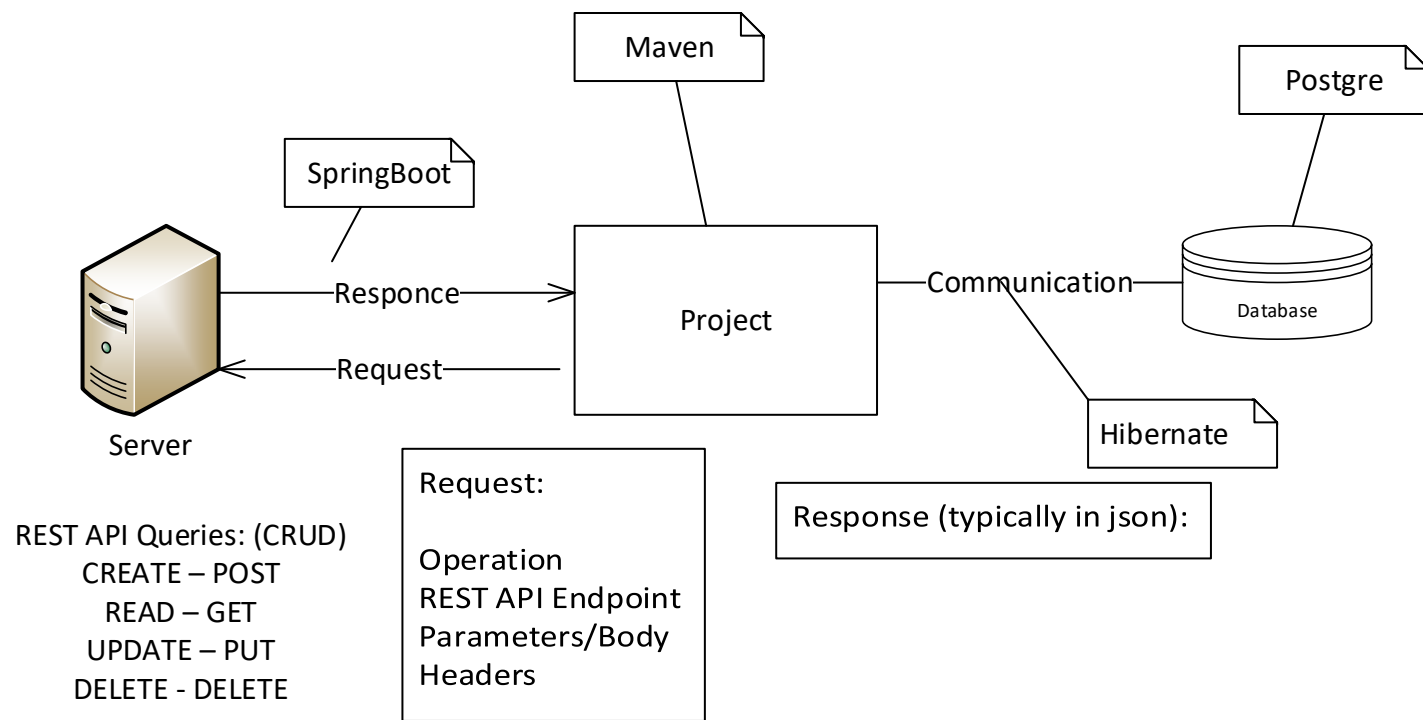 Maven
Postgre
SpringBoot
Responce
Communication
Project
Database
Request
Hibernate
Server
Request:
Operation
REST API Endpoint
Parameters/Body
Headers
Response (typically in json):
REST API Queries: (CRUD)
CREATE – POST
READ – GET
UPDATE – PUT
DELETE - DELETE